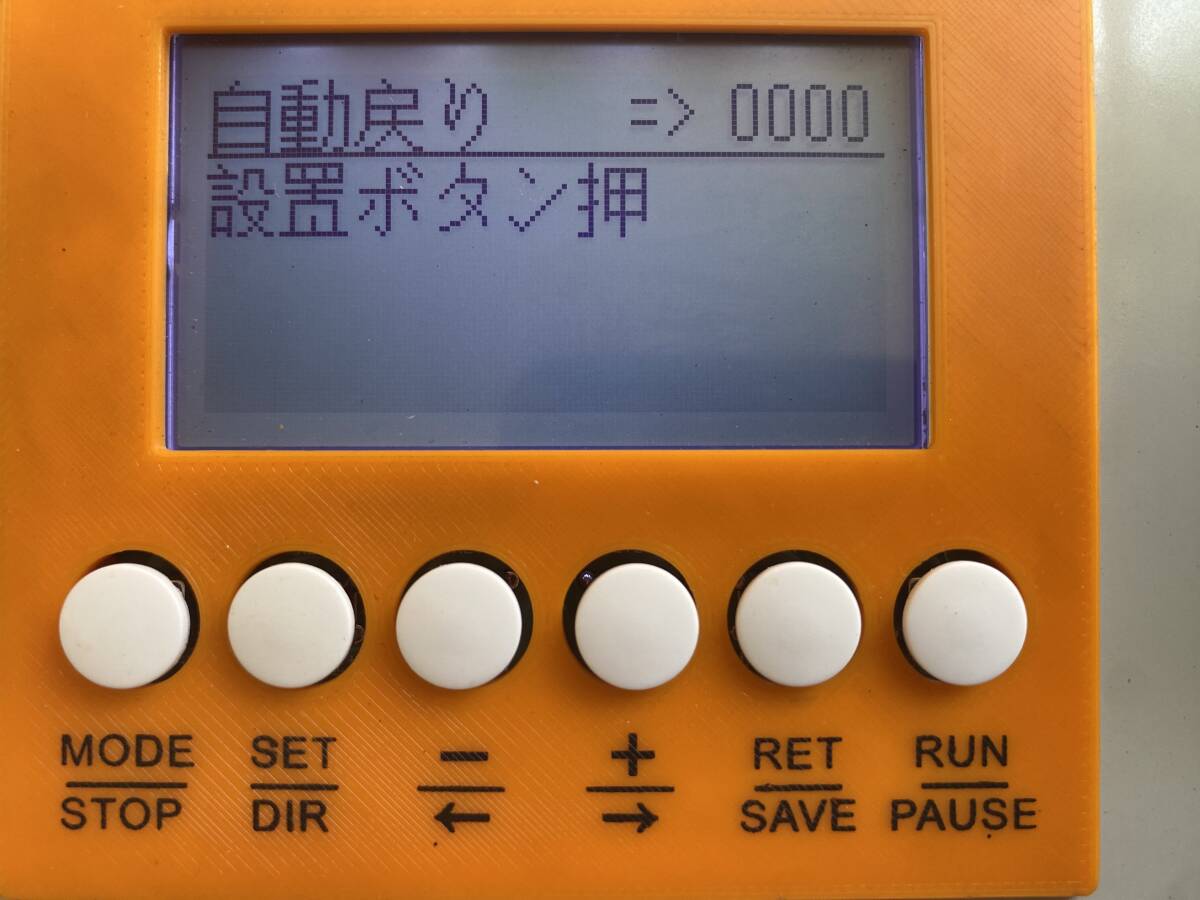 自動戻り => 0000
設置ボタン押
MODE SET － + RET RUN
STOP DIR ← → SAVE PAUSE